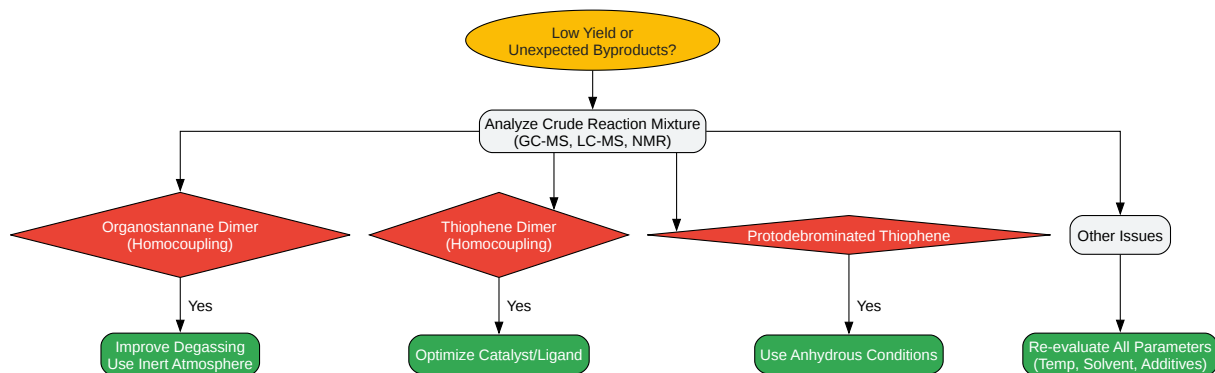 Low Yield or
Unexpected Byproducts?
Analyze Crude Reaction Mixture
(GC-MS, LC-MS, NMR)
Organostannane Dimer
(Homocoupling)
Thiophene Dimer
(Homocoupling)
Protodebrominated Thiophene
Other Issues
Yes
Yes
Yes
Improve Degassing
Use Inert Atmosphere
Optimize Catalyst/Ligand
Use Anhydrous Conditions
Re-evaluate All Parameters
(Temp, Solvent, Additives)